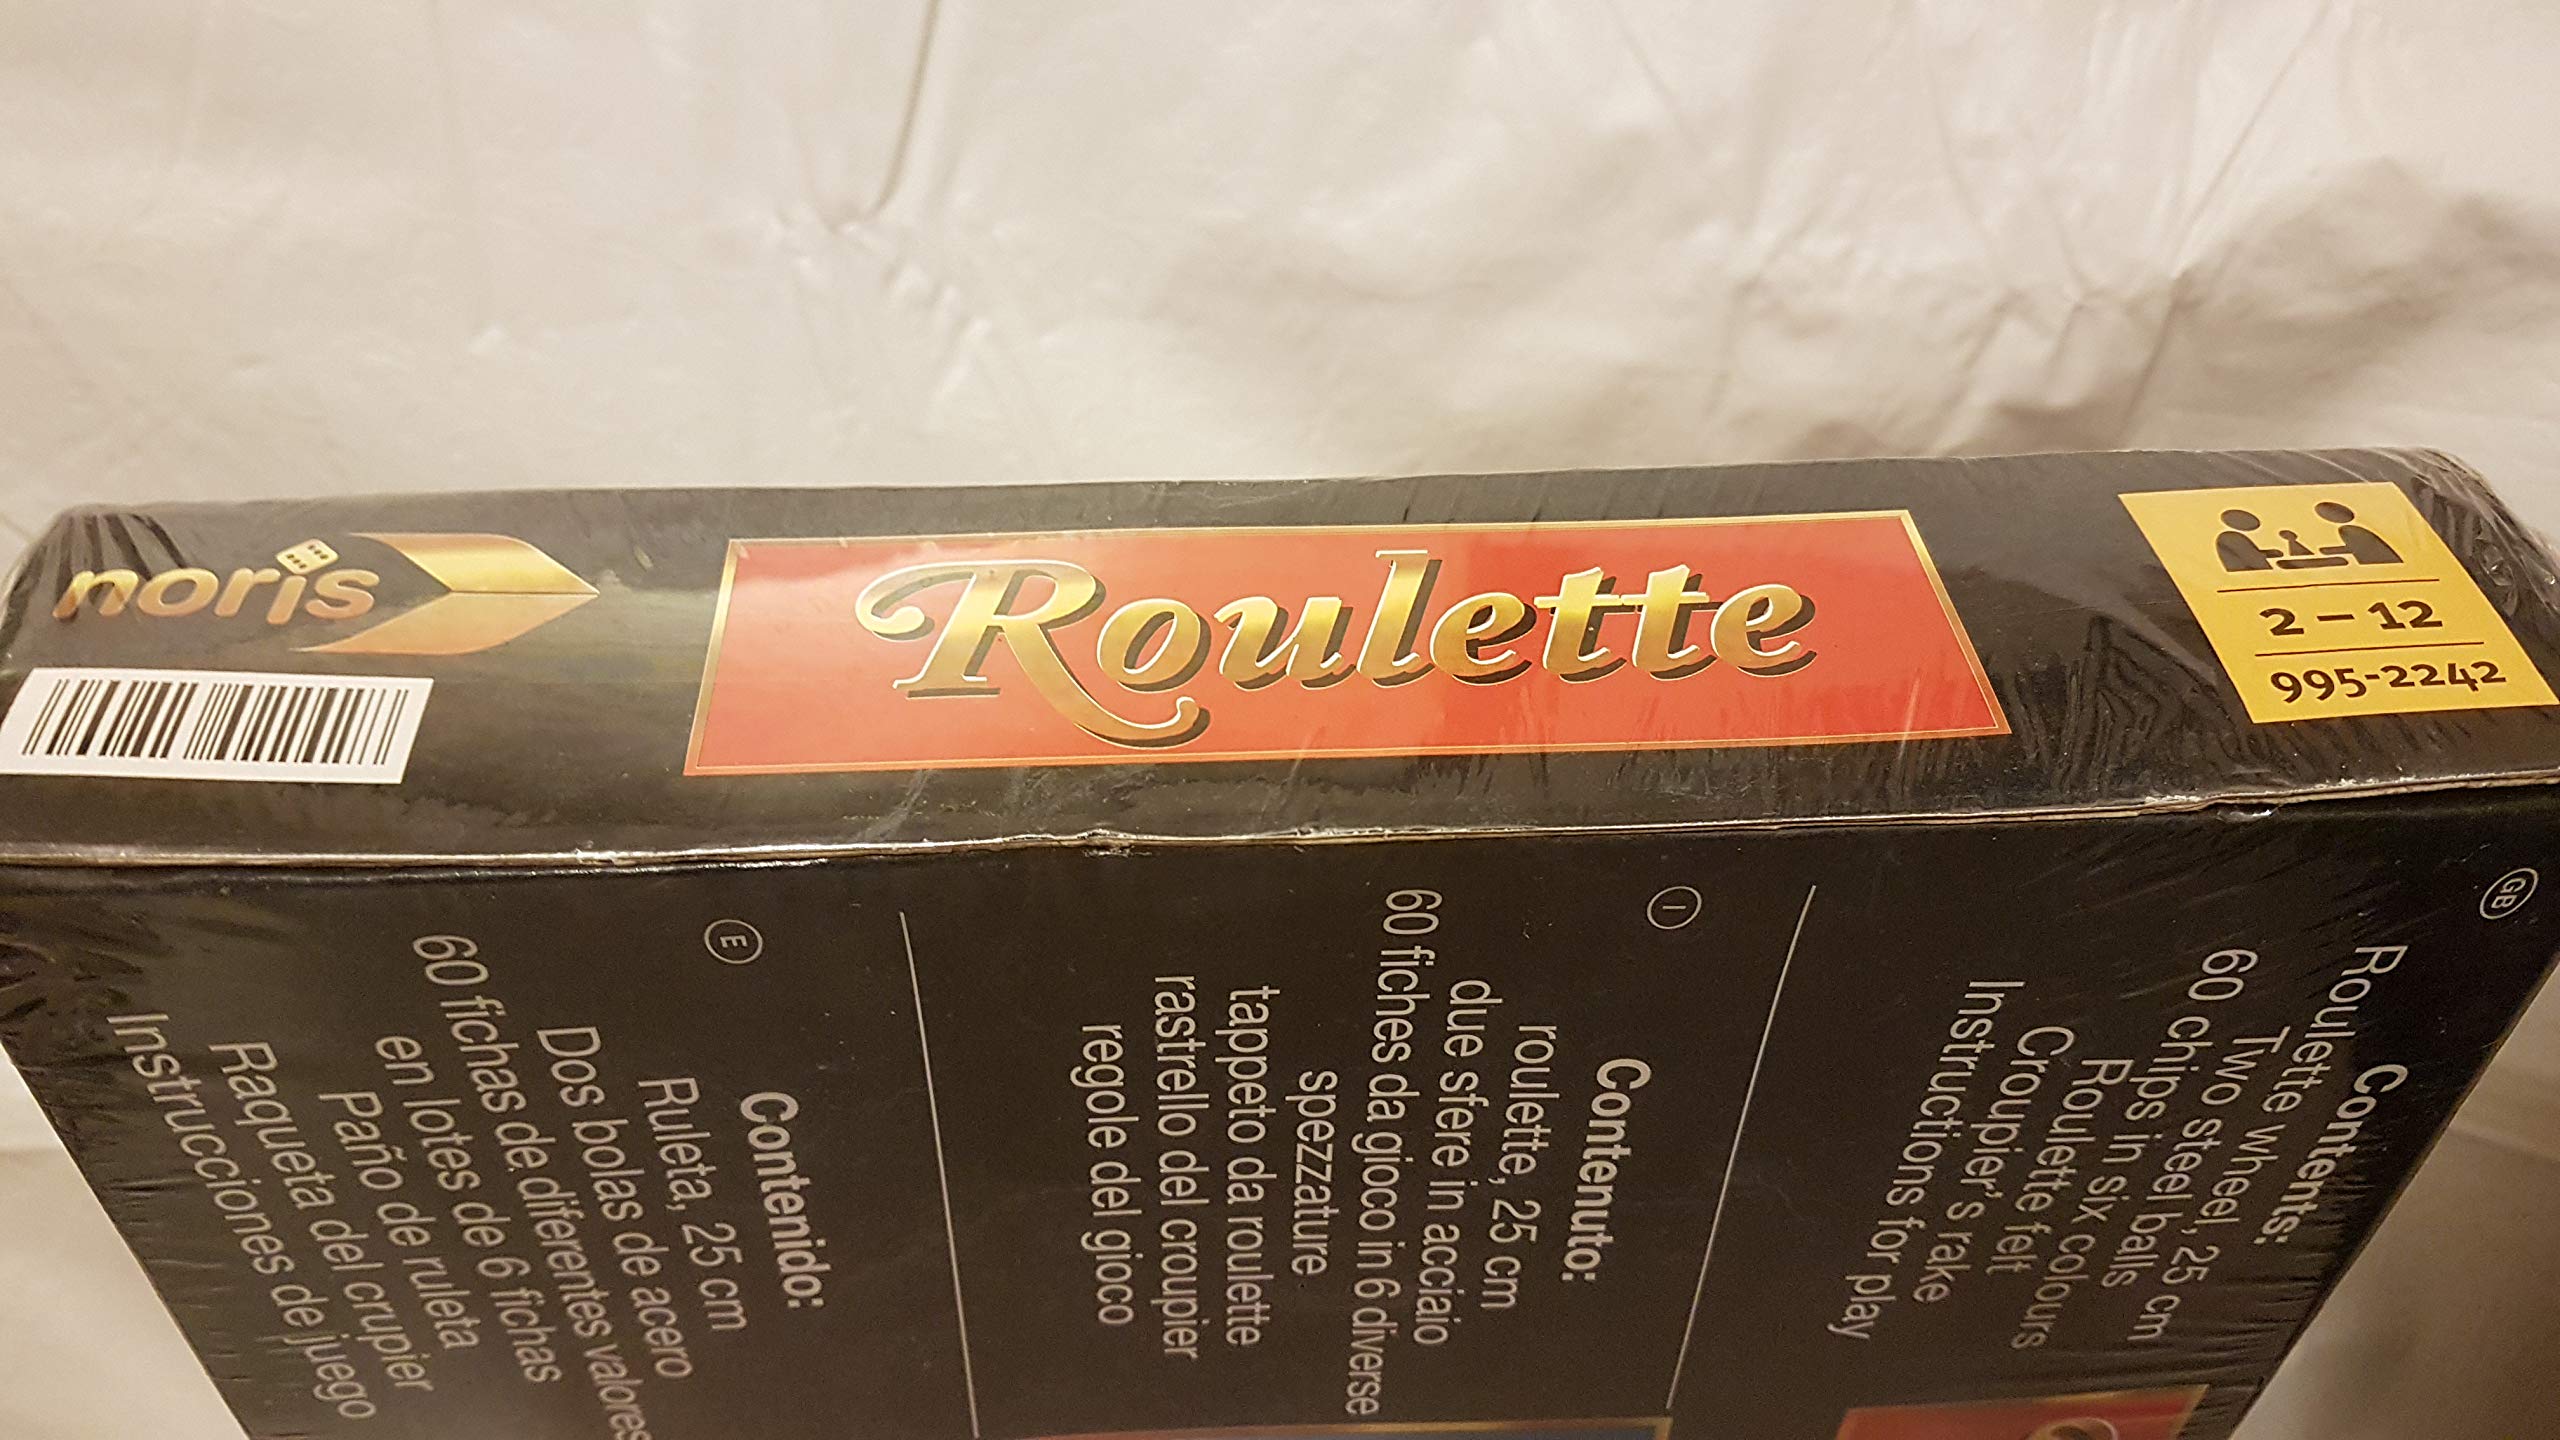 noris
Roulette
2 – 12
995-2242
GB
Contents:
Roulette wheel, 25 cm
Two steel balls
60 chips in six colours
Roulette felt
Croupier's rake
Instructions for play
I
Contenuto:
roulette, 25 cm
due sfere in acciaio
60 fiches da gioco in 6 diverse
spezzature
tappeto da roulette
rastrello del croupier
regole del gioco
E
Contenido:
Ruleta, 25 cm
Dos bolas de acero
60 fichas de diferentes valores
en lotes de 6 fichas
Paño de ruleta
Raqueta del crupier
Instrucciones de juego